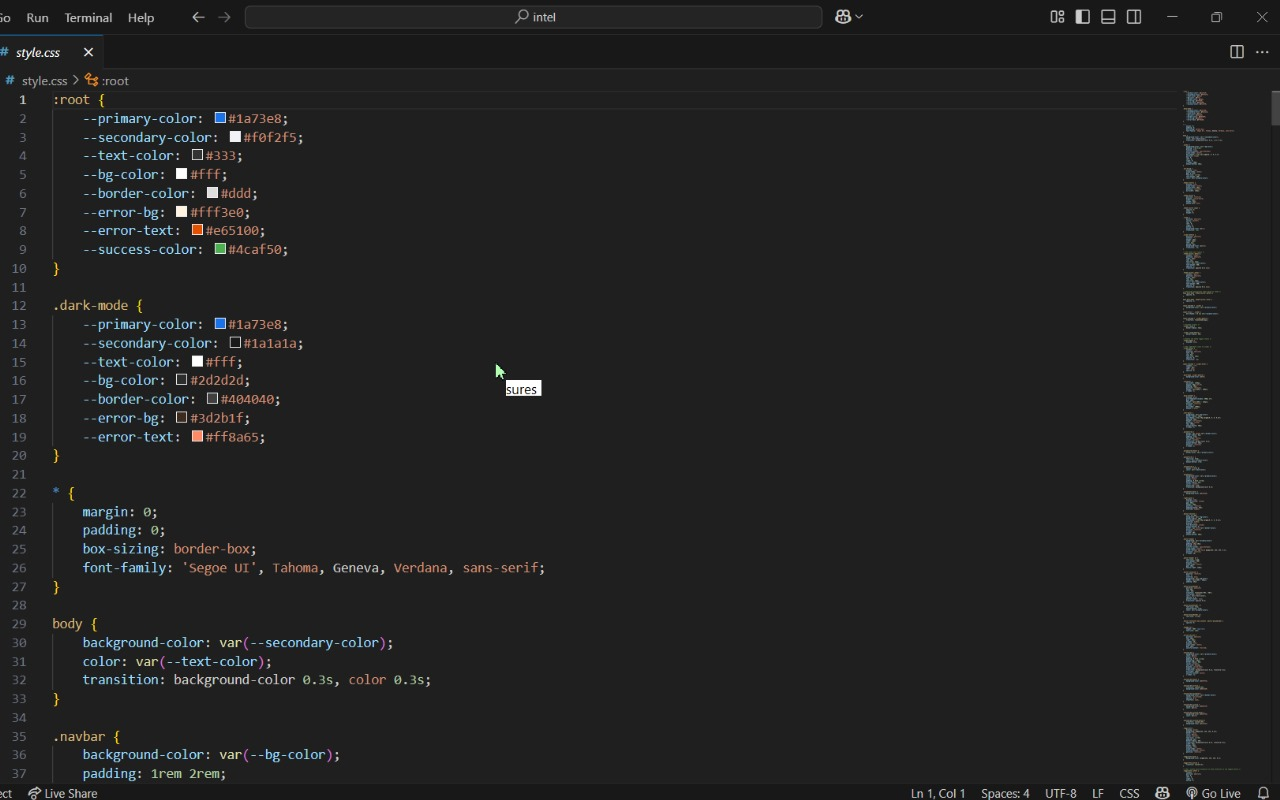 Run Terminal Help
intel
# style.css
# style.css > :root
1 :root {
2 --primary-color: #1a73e8;
3 --secondary-color: #f0f2f5;
4 --text-color: #333;
5 --bg-color: #fff;
6 --border-color: #ddd;
7 --error-bg: #fff3e0;
8 --error-text: #e65100;
9 --success-color: #4caf50;
10 }
11
12 .dark-mode {
13 --primary-color: #1a73e8;
14 --secondary-color: #1a1a1a;
15 --text-color: #fff;
16 --bg-color: #2d2d2d;
sures
17 --border-color: #404040;
18 --error-bg: #3d2b1f;
19 --error-text: #ff8a65;
20 }
21
22 * {
23 margin: 0;
24 padding: 0;
25 box-sizing: border-box;
26 font-family: 'Segoe UI', Tahoma, Geneva, Verdana, sans-serif;
27 }
28
29 body {
30 background-color: var(--secondary-color);
31 color: var(--text-color);
32 transition: background-color 0.3s, color 0.3s;
33 }
34
35 .navbar {
36 background-color: var(--bg-color);
37 padding: 1rem 2rem;
ect Live Share Ln 1, Col 1 Spaces: 4 UTF-8 LF CSS Go Live